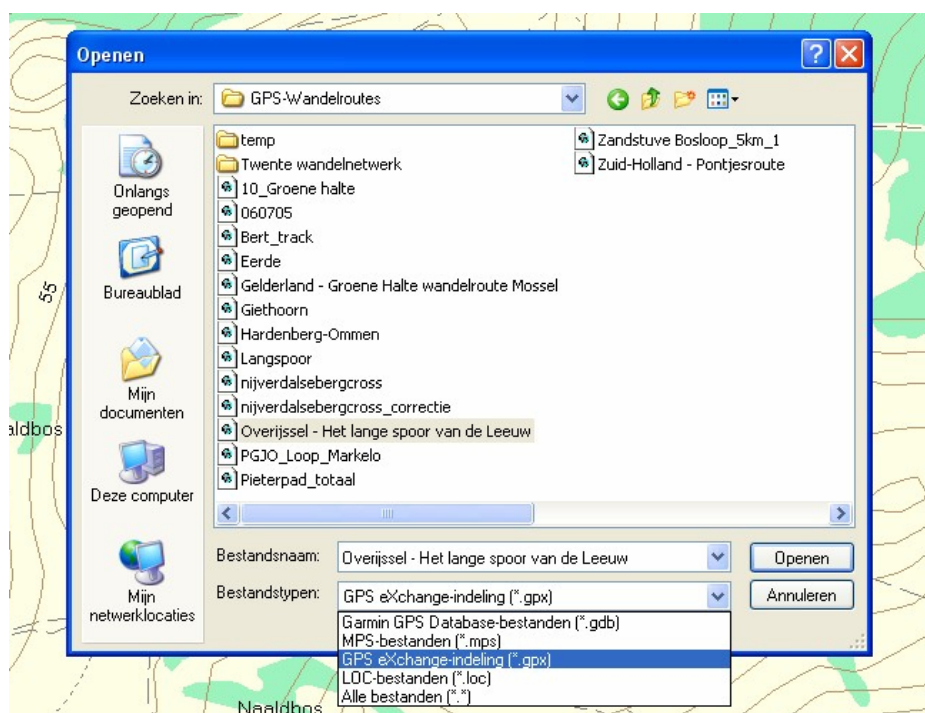 Openen
Zoeken in:
GPS-Wandelroutes
Onlangs
geopend
Bureaublad
Mijn
documenten
Deze computer
Mijn
netwerklocaties
temp
Twente wandelnetwerk
10_Groene halte
060705
Bert_track
Eerde
Gelderland - Groene Halte wandelroute Mossel
Giethoorn
Hardenberg-Ommen
Langspoor
nijverdalsebergcross
nijverdalsebergcross_correctie
Overijssel - Het lange spoor van de Leeuw
PGJO_Loop_Markelo
Pieterpad_totaal
Zandstuve Bosloop_5km_1
Zuid-Holland - Pontjesroute
Bestandsnaam:
Overijssel - Het lange spoor van de Leeuw
Openen
Bestandstypen:
GPS eXchange-indeling (*.gpx)
Annuleren
Garmin GPS Database-bestanden (*.gdb)
MPS-bestanden (*.mps)
GPS eXchange-indeling (*.gpx)
LOC-bestanden (*.loc)
Alle bestanden (*.*)
55
aldbos
Naaldbos